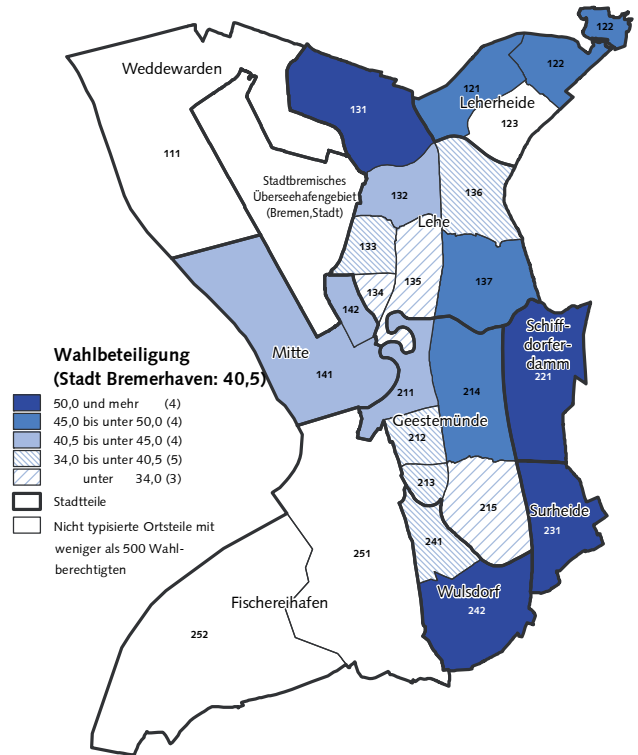 122
Weddewarden
122
121
131
Leherheide
123
111
Stadtbremisches
Überseehafengebiet
(Bremen,Stadt)
132
136
Lehe
133
135
137
134
142
Schiff-
dorfer-
damm
221
Mitte
141
Wahlbeteiligung
(Stadt Bremerhaven: 40,5)
50,0 und mehr (4)
45,0 bis unter 50,0 (4)
40,5 bis unter 45,0 (4)
34,0 bis unter 40,5 (5)
unter 34,0 (3)
Stadtteile
Nicht typisierte Ortsteile mit
weniger als 500 Wahl-
berechtigten
211
214
Geestemünde
212
213
215
Surheide
231
241
251
Wulsdorf
242
Fischereihafen
252